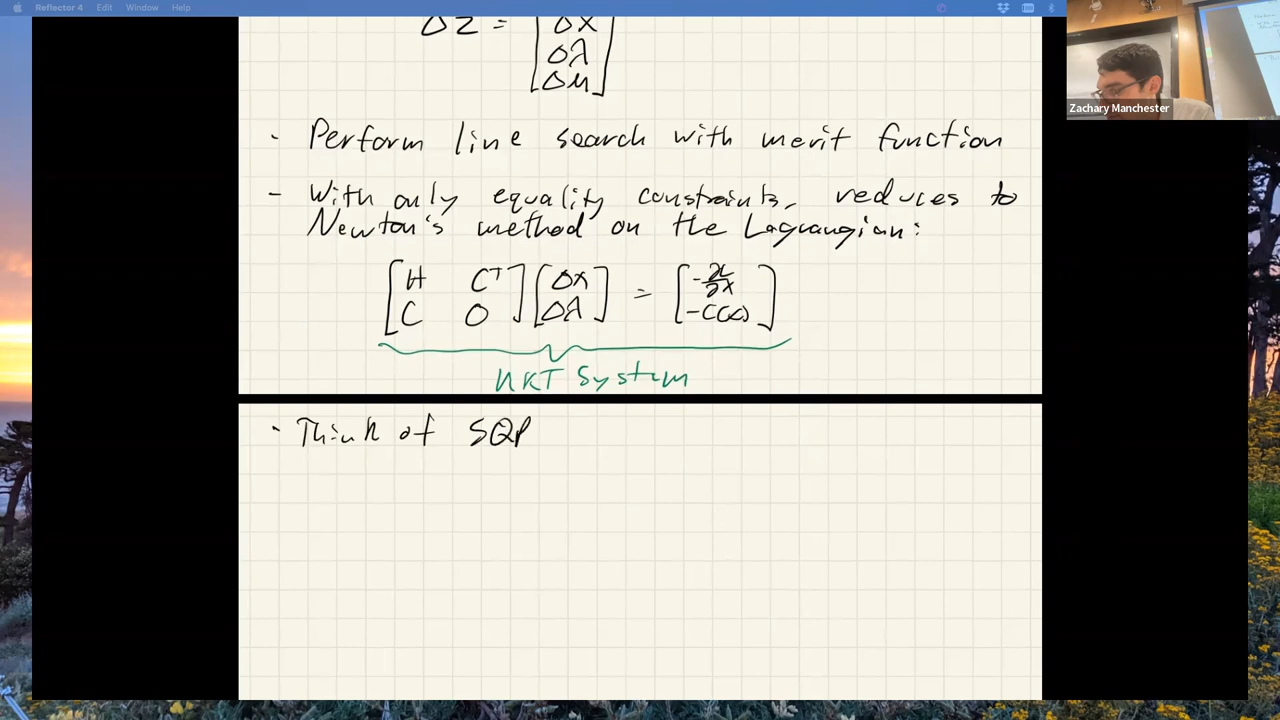 Reflector 4 Edit Window Help
ΔZ = [ΔX
Δλ
Δμ]
Zachary Manchester
· Perform line search with merit function
- With only equality constraints, reduces to
Newton's method on the Lagrangian:
[H Cᵀ] [Δx] = [-∂L/∂x]
[C 0] [Δλ] [-C(x)]
KKT System
· Think of SQP